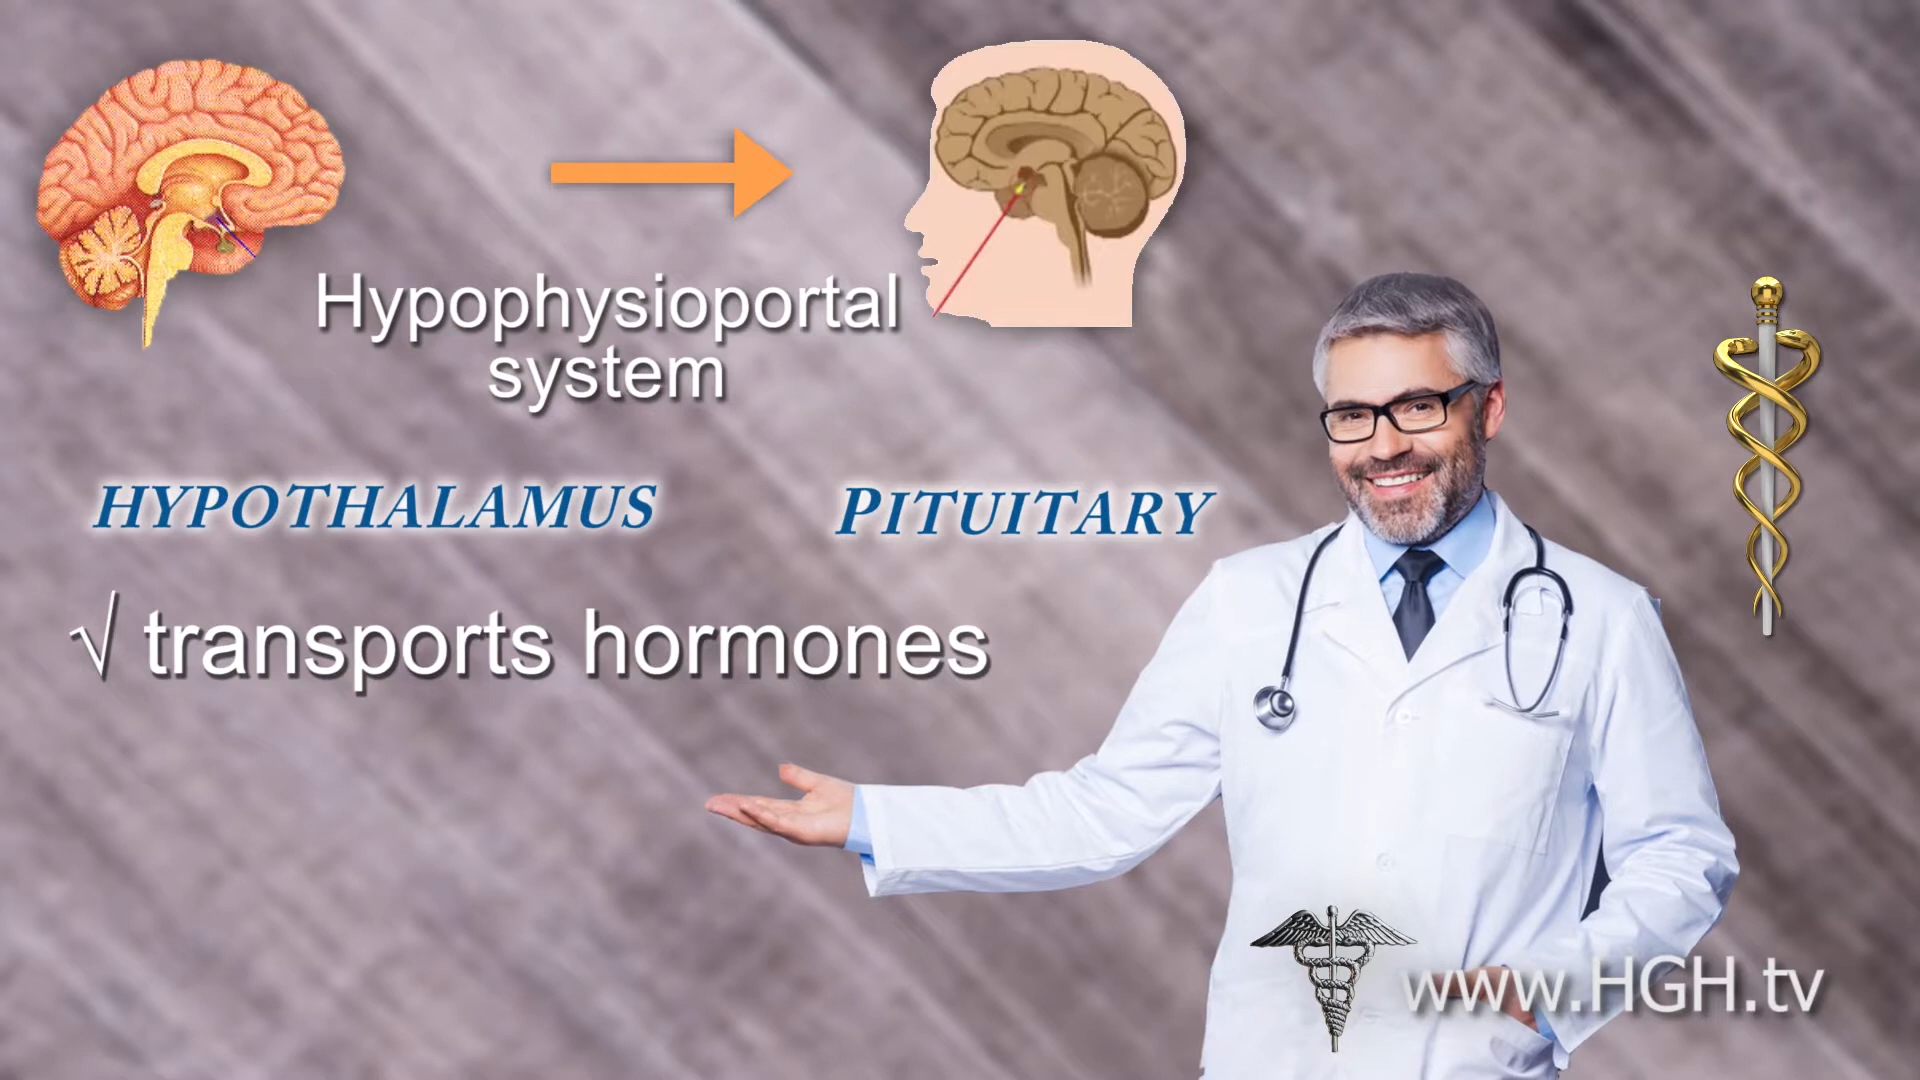 Hypophysioportal
system
HYPOTHALAMUS
PITUITARY
√ transports hormones
www.HGH.tv